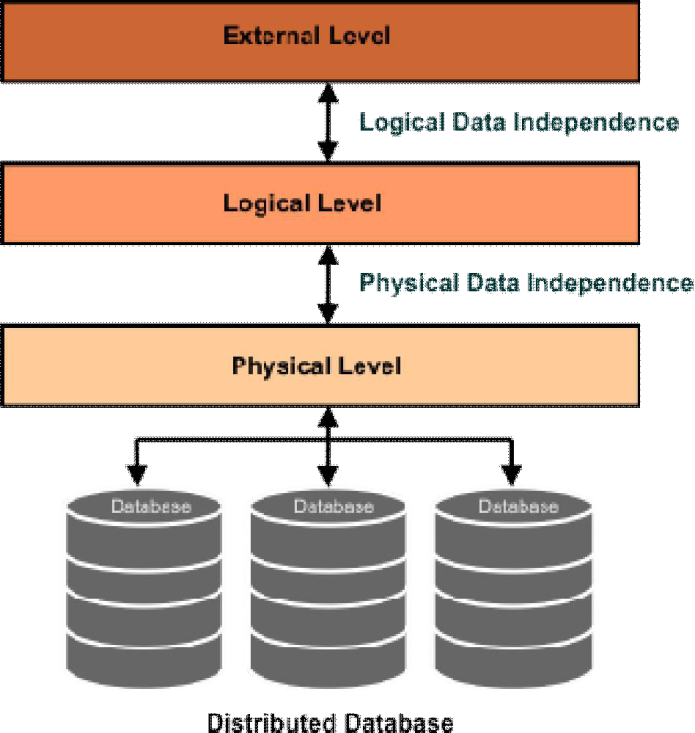 External Level
Logical Data Independence
Logical Level
Physical Data Independence
Physical Level
Database Database Database
Distributed Database